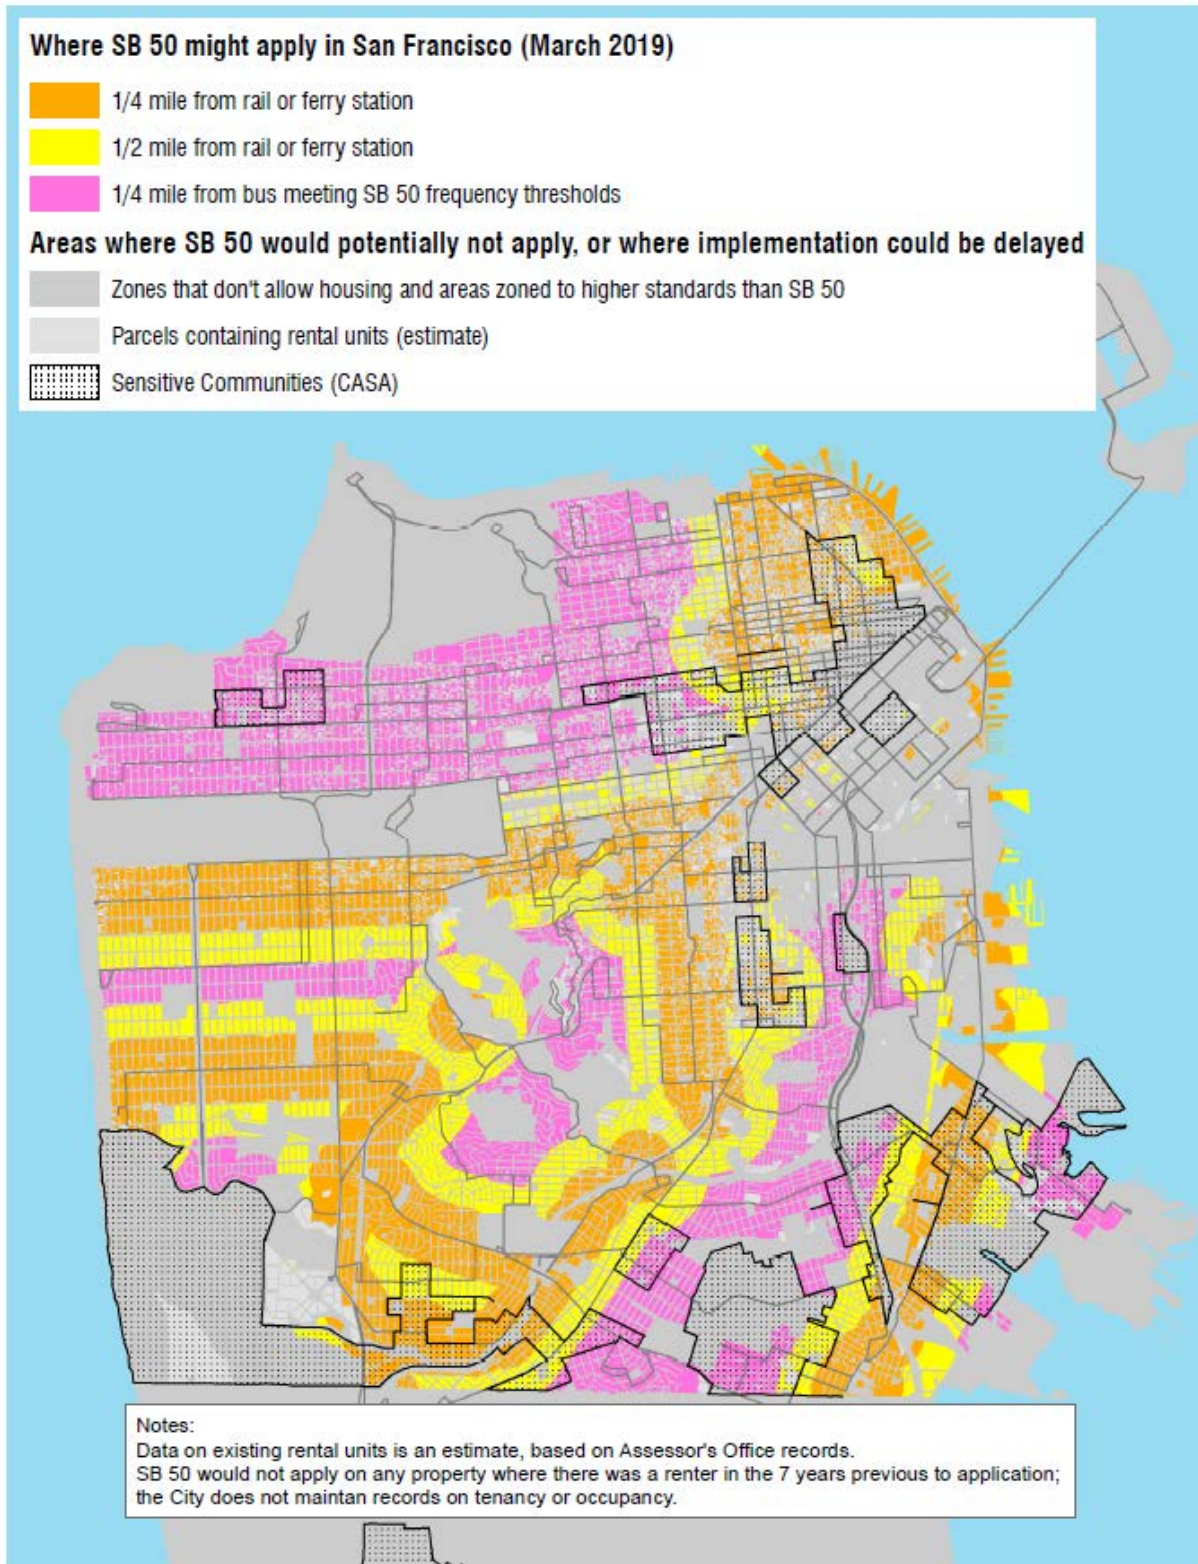 Where SB 50 might apply in San Francisco (March 2019)
1/4 mile from rail or ferry station
1/2 mile from rail or ferry station
1/4 mile from bus meeting SB 50 frequency thresholds
Areas where SB 50 would potentially not apply, or where implementation could be delayed
Zones that don't allow housing and areas zoned to higher standards than SB 50
Parcels containing rental units (estimate)
Sensitive Communities (CASA)
Notes:
Data on existing rental units is an estimate, based on Assessor's Office records.
SB 50 would not apply on any property where there was a renter in the 7 years previous to application;
the City does not maintan records on tenancy or occupancy.